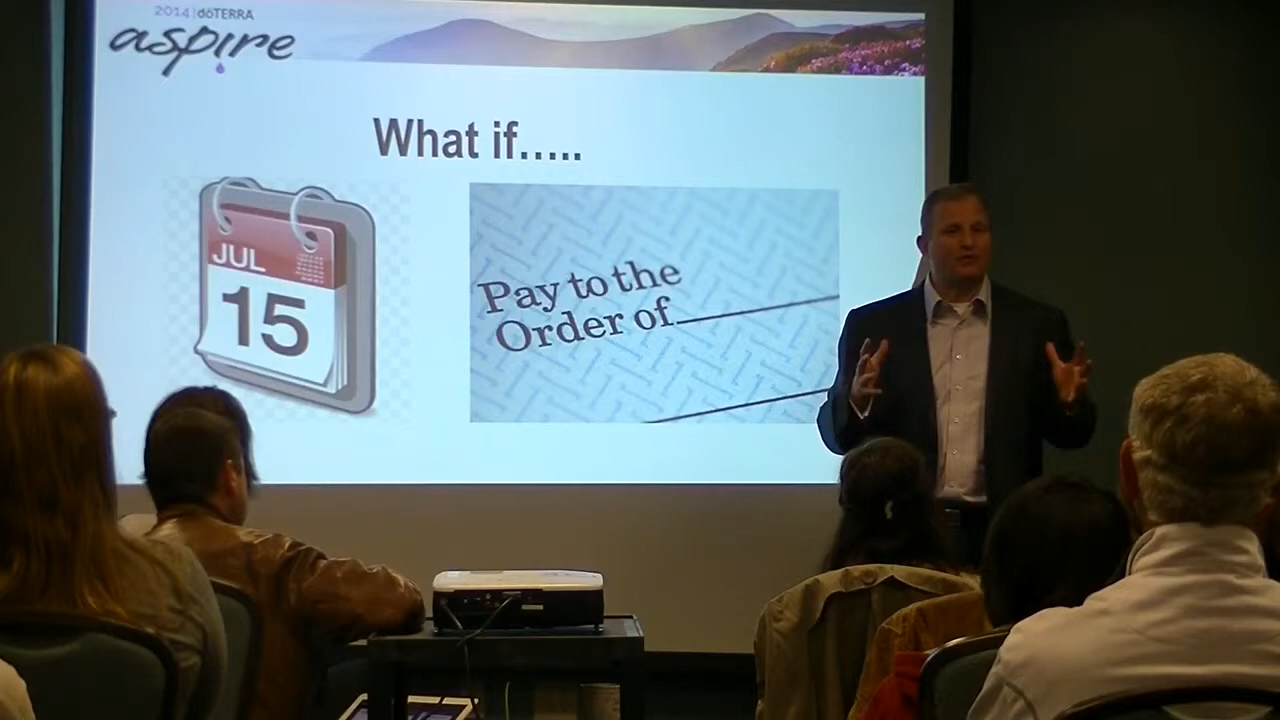 2014 | dōTERRA
aspire
What if.....
JUL
15
Pay to the
Order of